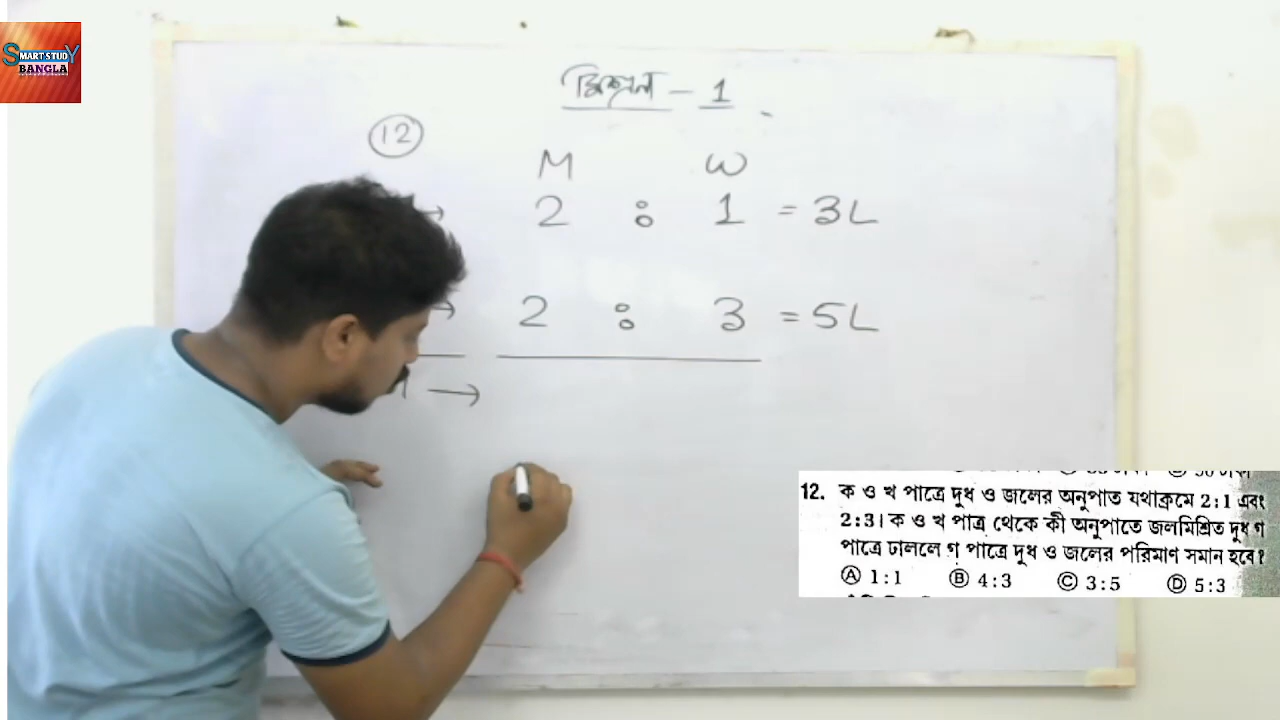 SMART STUDY
BANGLA
মিশ্রণ - 1
12
M W
→ 2 : 1 = 3L
→ 2 : 3 = 5L
→
12. ক ও খ পাত্রে দুধ ও জলের অনুপাত যথাক্রমে 2:1 এবং
2:3। ক ও খ পাত্র থেকে কী অনুপাতে জলমিশ্রিত দুধ গ
পাত্রে ঢাললে গ পাত্রে দুধ ও জলের পরিমাণ সমান হবে?
Ⓐ 1:1 Ⓑ 4:3 Ⓒ 3:5 Ⓓ 5:3